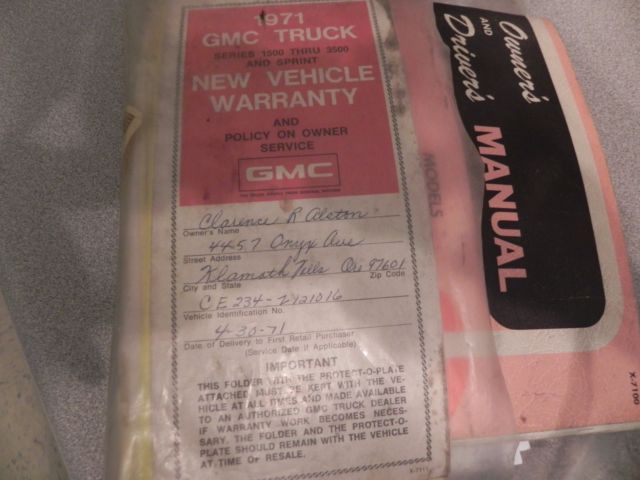 1971
GMC TRUCK
SERIES 1500 THRU 3500
AND SPRINT
NEW VEHICLE
WARRANTY
AND
POLICY ON OWNER
SERVICE
GMC
Clarence R Alston
Owner's Name
4457 Onyx Ave
Street Address
Klamath Falls Ore 97601
City and State Zip Code
CE 234-Z121016
Vehicle Identification No.
4-30-71
Date of Delivery to First Retail Purchaser
(Service Date if Applicable)
IMPORTANT
THIS FOLDER WITH THE PROTECT-O-PLATE
ATTACHED MUST BE KEPT WITH THE VE-
HICLE AT ALL TIMES AND MADE AVAILABLE
TO AN AUTHORIZED GMC TRUCK DEALER
IF WARRANTY WORK BECOMES NECES-
SARY. THE FOLDER AND THE PROTECT-O-
PLATE SHOULD REMAIN WITH THE VEHICLE
AT TIME OF RESALE.
MODELS
Owner's
AND
Driver's
MANUAL
X-7100